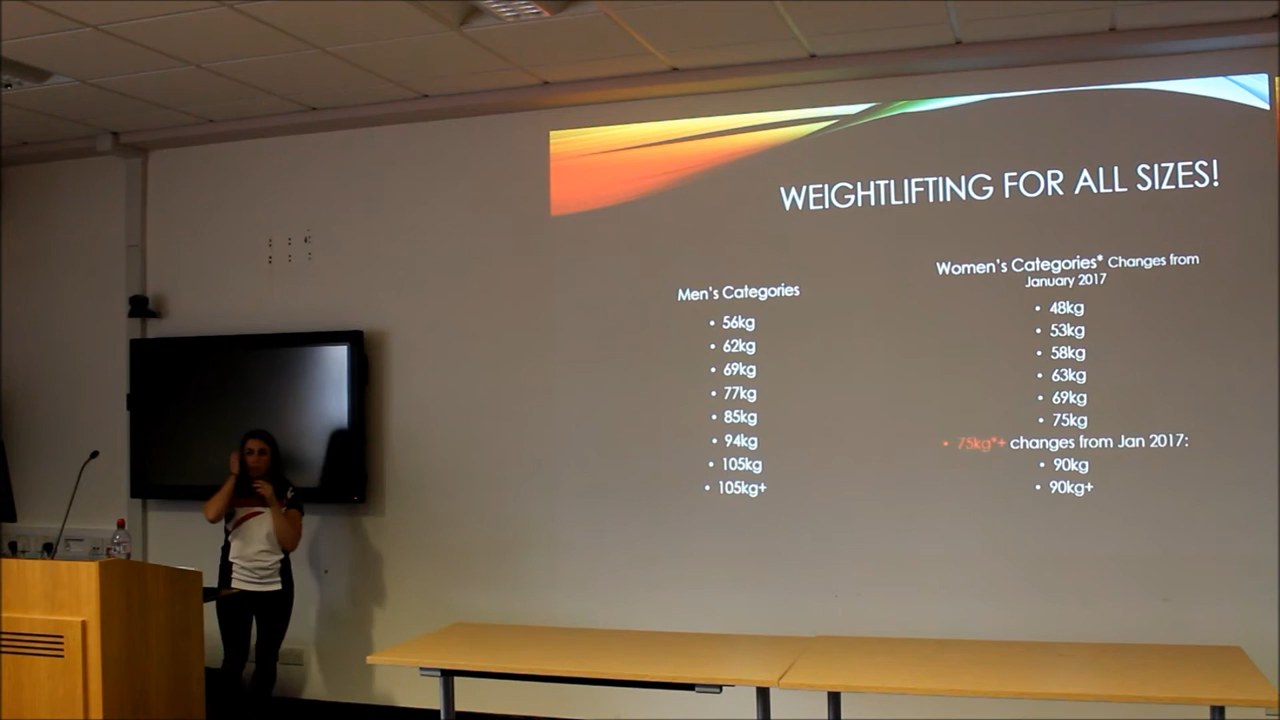 WEIGHTLIFTING FOR ALL SIZES!
Men's Categories
• 56kg
• 62kg
• 69kg
• 77kg
• 85kg
• 94kg
• 105kg
• 105kg+
Women's Categories* Changes from
January 2017
• 48kg
• 53kg
• 58kg
• 63kg
• 69kg
• 75kg
• 75kg*+ changes from Jan 2017:
• 90kg
• 90kg+